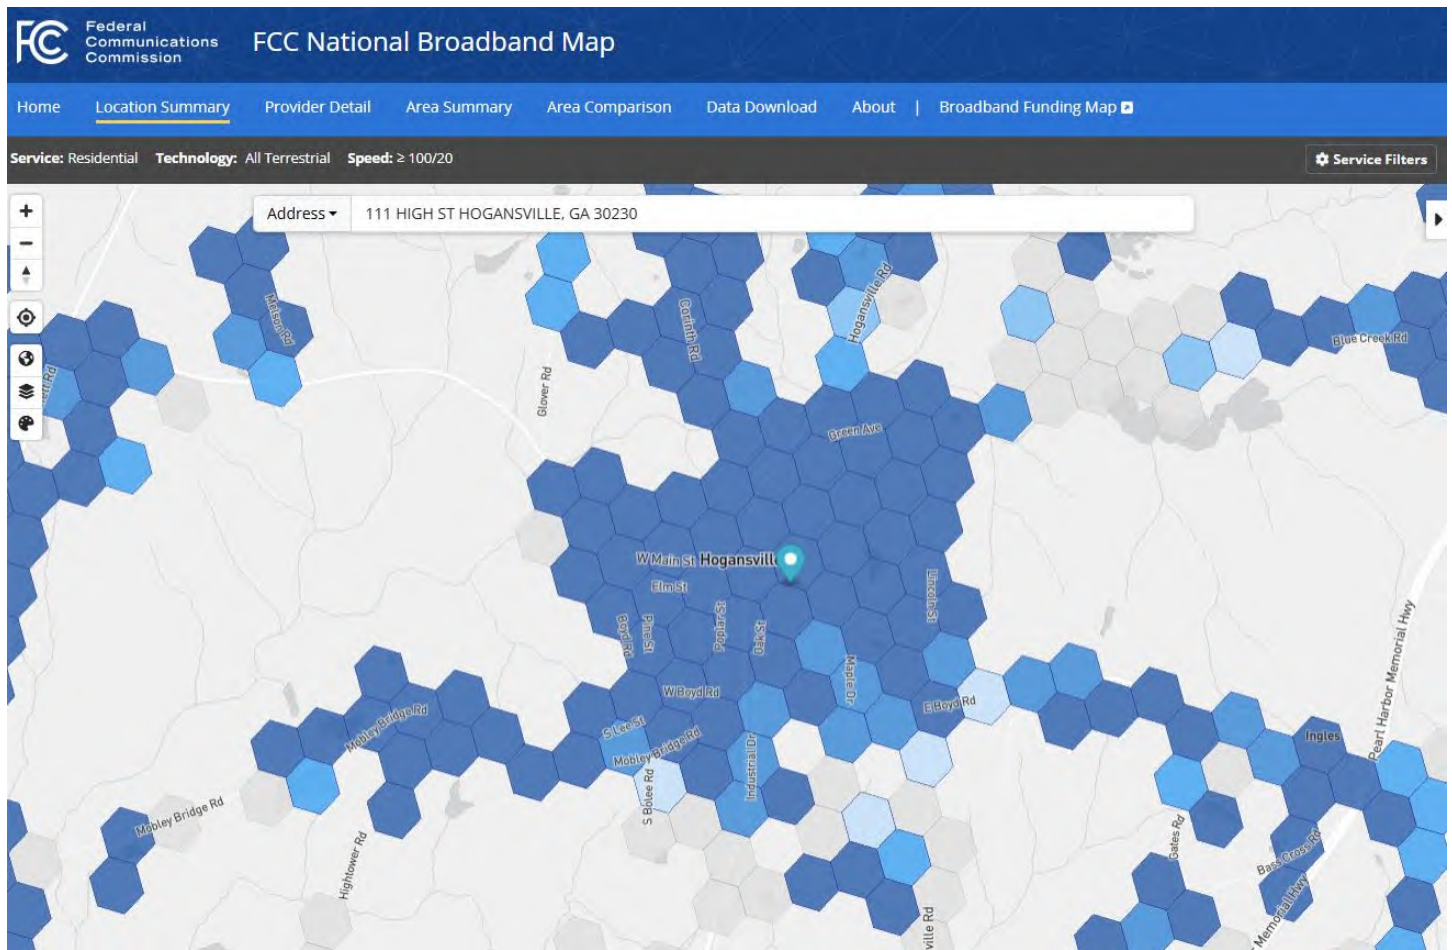 FCC
Federal
Communications
Commission
FCC National Broadband Map
Home Location Summary Provider Detail Area Summary Area Comparison Data Download About | Broadband Funding Map
Service: Residential Technology: All Terrestrial Speed: ≥ 100/20
Service Filters
Address 111 HIGH ST HOGANSVILLE, GA 30230
Hogansville Rd
Melson Rd
Corinth Rd
Blue Creek Rd
Glover Rd
Green Ave
W Main St
Hogansville
Elm St
Lincoln St
Boyd Rd
Pine St
Poplar St
Oak St
Maple Dr
W Boyd Rd
E Boyd Rd
Pearl Harbor Memorial Hwy
Mobley Bridge Rd
S Lee St
Mobley Bridge Rd
Industrial Dr
Ingles
S Bolee Rd
Mobley Bridge Rd
Hightower Rd
Gates Rd
Bass Cross Rd
Memorial Hwy
ville Rd